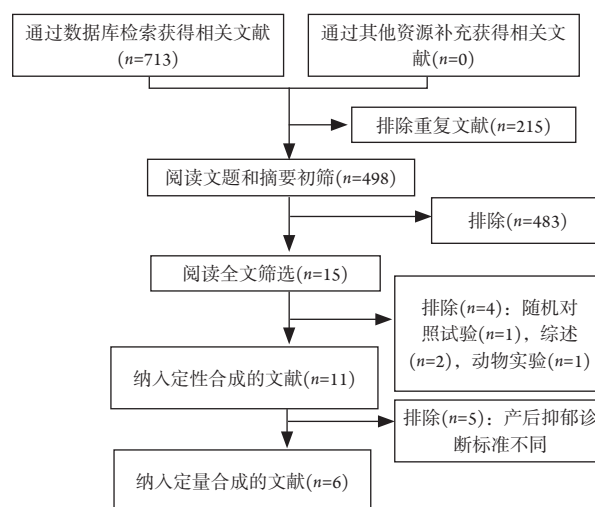 通过数据库检索获得相关文献
(n=713)
通过其他资源补充获得相关文
献(n=0)
排除重复文献(n=215)
阅读文题和摘要初筛(n=498)
排除(n=483)
阅读全文筛选(n=15)
排除(n=4)：随机对
照试验(n=1)，综述
(n=2)，动物实验(n=1)
纳入定性合成的文献(n=11)
排除(n=5)：产后抑郁诊
断标准不同
纳入定量合成的文献(n=6)